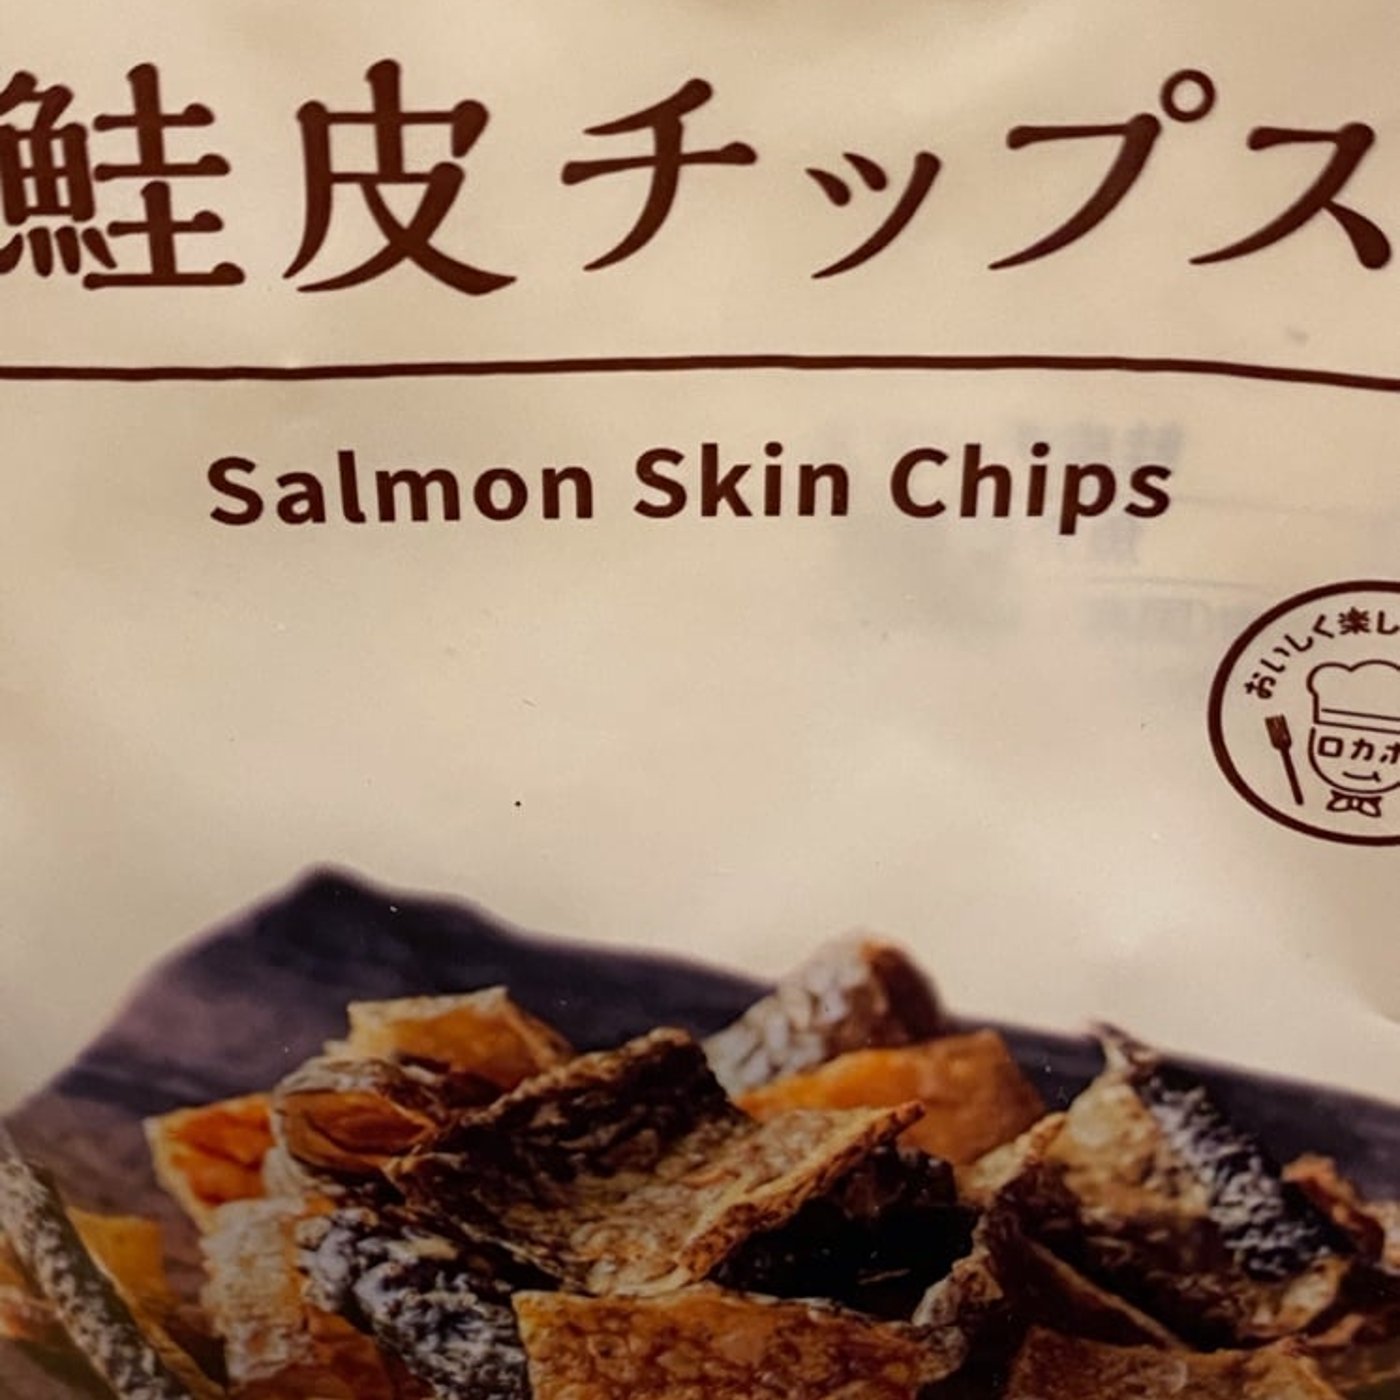 鮭皮チップス
Salmon Skin Chips
おいしく楽し
ロカボ